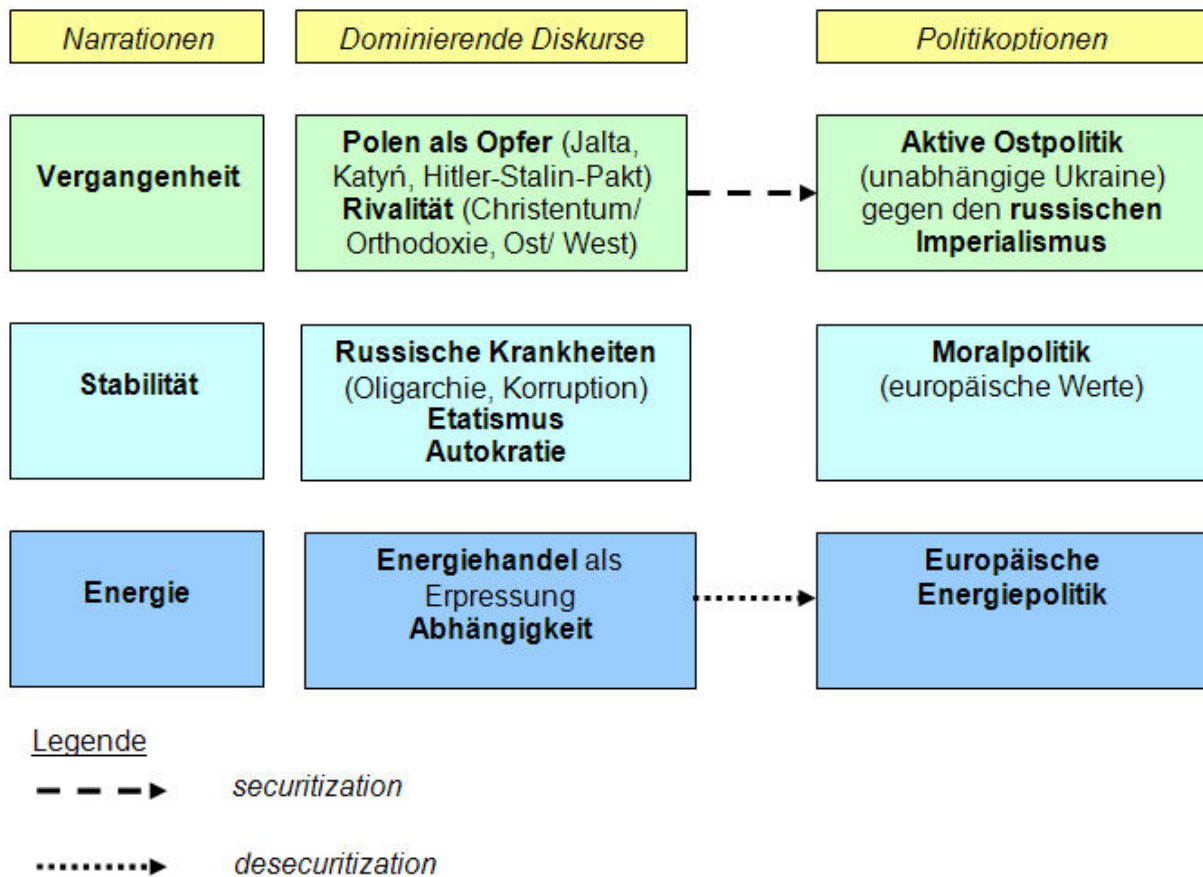 Narrationen
Dominierende Diskurse
Politikoptionen
Vergangenheit
Polen als Opfer (Jalta,
Katyń, Hitler-Stalin-Pakt)
Rivalität (Christentum/
Orthodoxie, Ost/ West)
Aktive Ostpolitik
(unabhängige Ukraine)
gegen den russischen
Imperialismus
Stabilität
Russische Krankheiten
(Oligarchie, Korruption)
Etatismus
Autokratie
Moralpolitik
(europäische Werte)
Energie
Energiehandel als
Erpressung
Abhängigkeit
Europäische
Energiepolitik
Legende
securitization
desecuritization